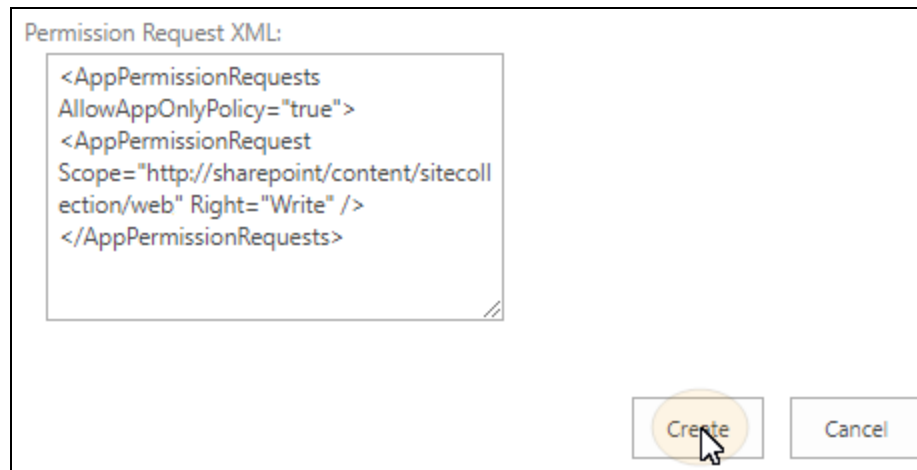 Permission Request XML:
<AppPermissionRequests
AllowAppOnlyPolicy="true">
<AppPermissionRequest
Scope="http://sharepoint/content/sitecoll
ection/web" Right="Write" />
</AppPermissionRequests>
Create
Cancel